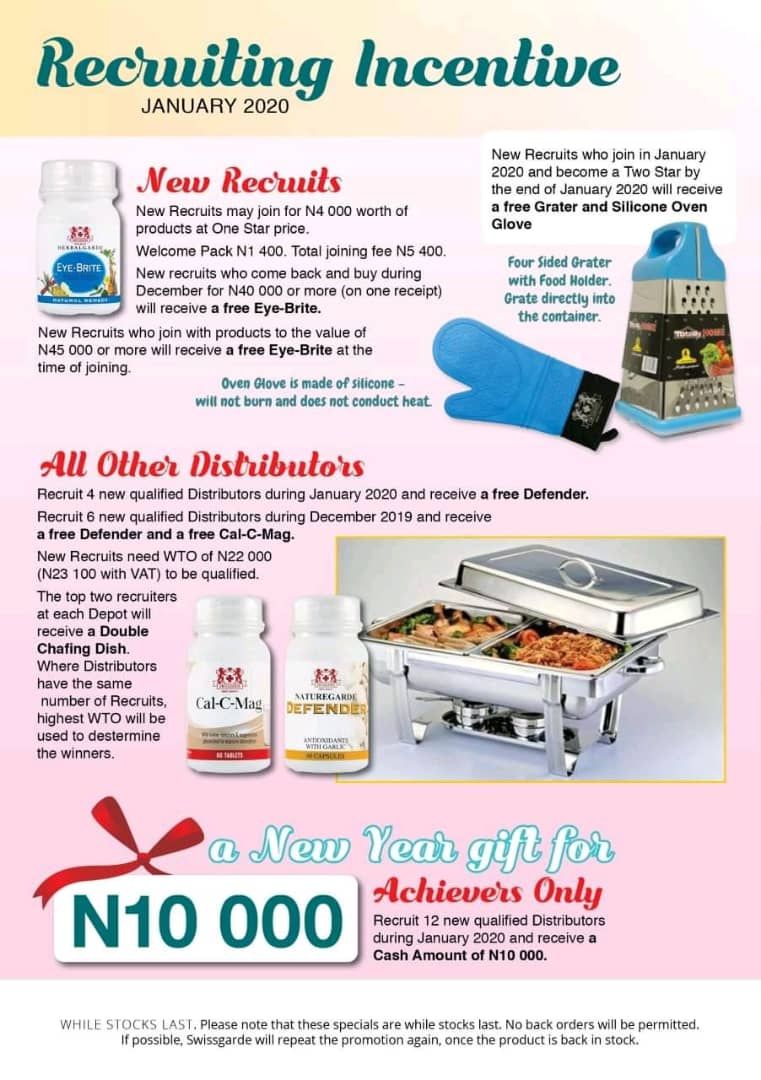 Recruiting Incentive
JANUARY 2020
New Recruits
New Recruits may join for N4 000 worth of
products at One Star price.
Welcome Pack N1 400. Total joining fee N5 400.
New recruits who come back and buy during
December for N40 000 or more (on one receipt)
will receive a free Eye-Brite.
New Recruits who join with products to the value of
N45 000 or more will receive a free Eye-Brite at the
time of joining.
HERBALGARDE
EYE-BRITE
NATURAL REMEDY
New Recruits who join in January
2020 and become a Two Star by
the end of January 2020 will receive
a free Grater and Silicone Oven
Glove
Four Sided Grater
with Food Holder.
Grate directly into
the container.
Oven Glove is made of silicone –
will not burn and does not conduct heat.
All Other Distributors
Recruit 4 new qualified Distributors during January 2020 and receive a free Defender.
Recruit 6 new qualified Distributors during December 2019 and receive
a free Defender and a free Cal-C-Mag.
New Recruits need WTO of N22 000
(N23 100 with VAT) to be qualified.
The top two recruiters
at each Depot will
receive a Double
Chafing Dish.
Where Distributors
have the same
number of Recruits,
highest WTO will be
used to destermine
the winners.
Cal-C-Mag
60 TABLETS
NATUREGARDE
DEFENDER
ANTIOXIDANTS
WITH GARLIC
60 CAPSULES
a New Year gift for
Achievers Only
N10 000
Recruit 12 new qualified Distributors
during January 2020 and receive a
Cash Amount of N10 000.
WHILE STOCKS LAST. Please note that these specials are while stocks last. No back orders will be permitted.
If possible, Swissgarde will repeat the promotion again, once the product is back in stock.